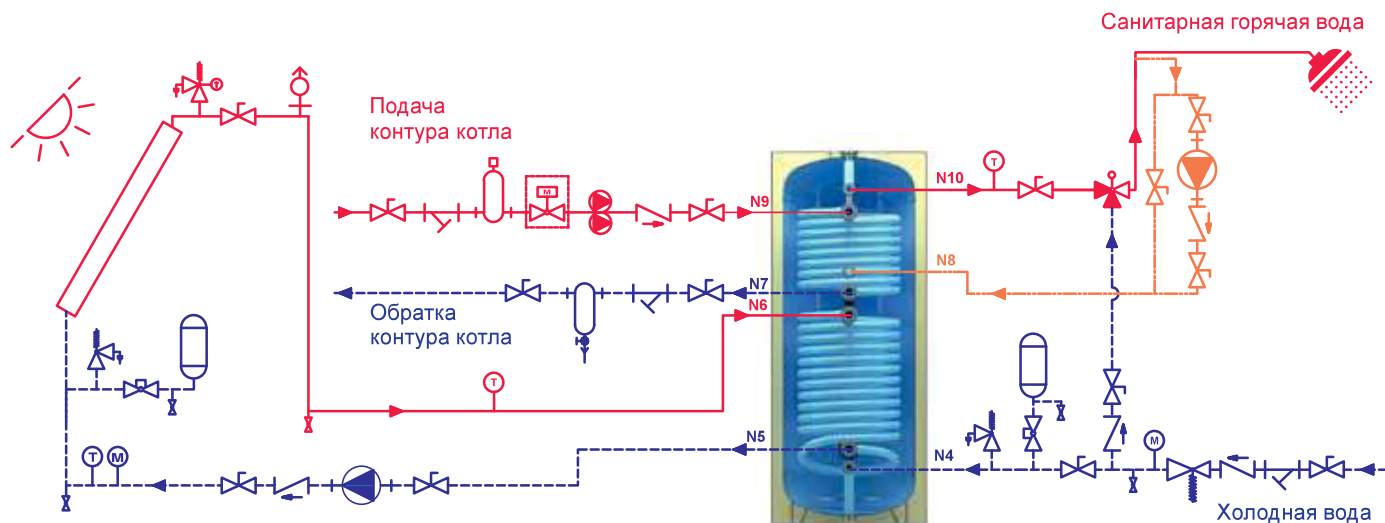 Санитарная горячая вода
T
Подача
контура котла
M
N9
N10
T
N8
N7
N6
Обратка
контура котла
T
N5
N4
T
M
M
Холодная вода